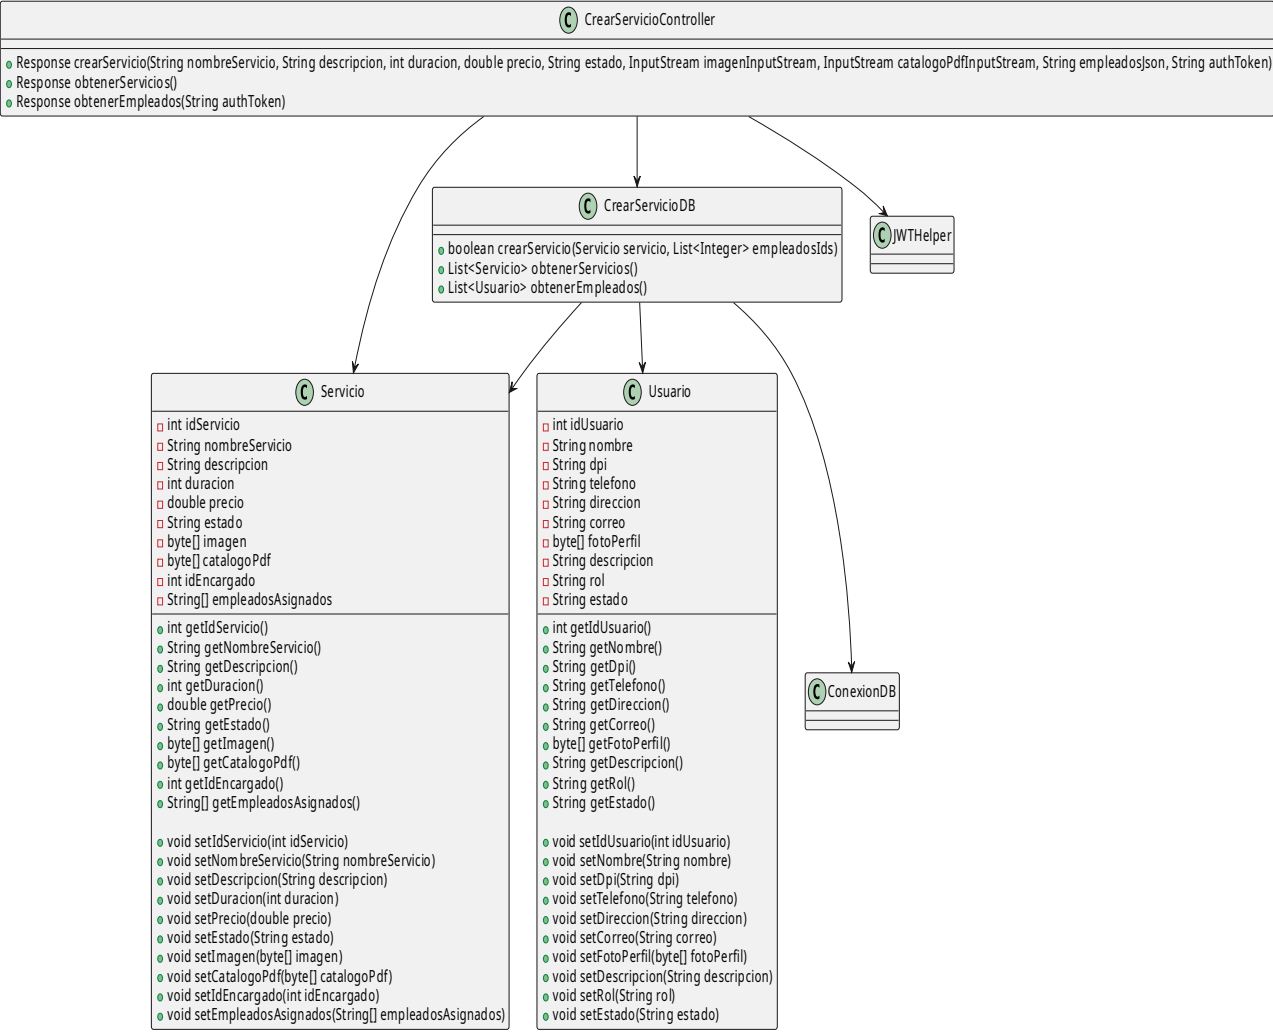 C CrearServicioController
Response crearServicio(String nombreServicio, String descripcion, int duracion, double precio, String estado, InputStream imagenInputStream, InputStream catalogoPdfInputStream, String empleadosJson, String authToken)
Response obtenerServicios()
Response obtenerEmpleados(String authToken)
C CrearServicioDB
boolean crearServicio(Servicio servicio, List<Integer> empleadosIds)
List<Servicio> obtenerServicios()
List<Usuario> obtenerEmpleados()
C JWTHelper
C Servicio
int idServicio
String nombreServicio
String descripcion
int duracion
double precio
String estado
byte[] imagen
byte[] catalogoPdf
int idEncargado
String[] empleadosAsignados
int getIdServicio()
String getNombreServicio()
String getDescripcion()
int getDuracion()
double getPrecio()
String getEstado()
byte[] getImagen()
byte[] getCatalogoPdf()
int getIdEncargado()
String[] getEmpleadosAsignados()
void setIdServicio(int idServicio)
void setNombreServicio(String nombreServicio)
void setDescripcion(String descripcion)
void setDuracion(int duracion)
void setPrecio(double precio)
void setEstado(String estado)
void setImagen(byte[] imagen)
void setCatalogoPdf(byte[] catalogoPdf)
void setIdEncargado(int idEncargado)
void setEmpleadosAsignados(String[] empleadosAsignados)
C Usuario
int idUsuario
String nombre
String dpi
String telefono
String direccion
String correo
byte[] fotoPerfil
String descripcion
String rol
String estado
int getIdUsuario()
String getNombre()
String getDpi()
String getTelefono()
String getDireccion()
String getCorreo()
byte[] getFotoPerfil()
String getDescripcion()
String getRol()
String getEstado()
void setIdUsuario(int idUsuario)
void setNombre(String nombre)
void setDpi(String dpi)
void setTelefono(String telefono)
void setDireccion(String direccion)
void setCorreo(String correo)
void setFotoPerfil(byte[] fotoPerfil)
void setDescripcion(String descripcion)
void setRol(String rol)
void setEstado(String estado)
C ConexionDB